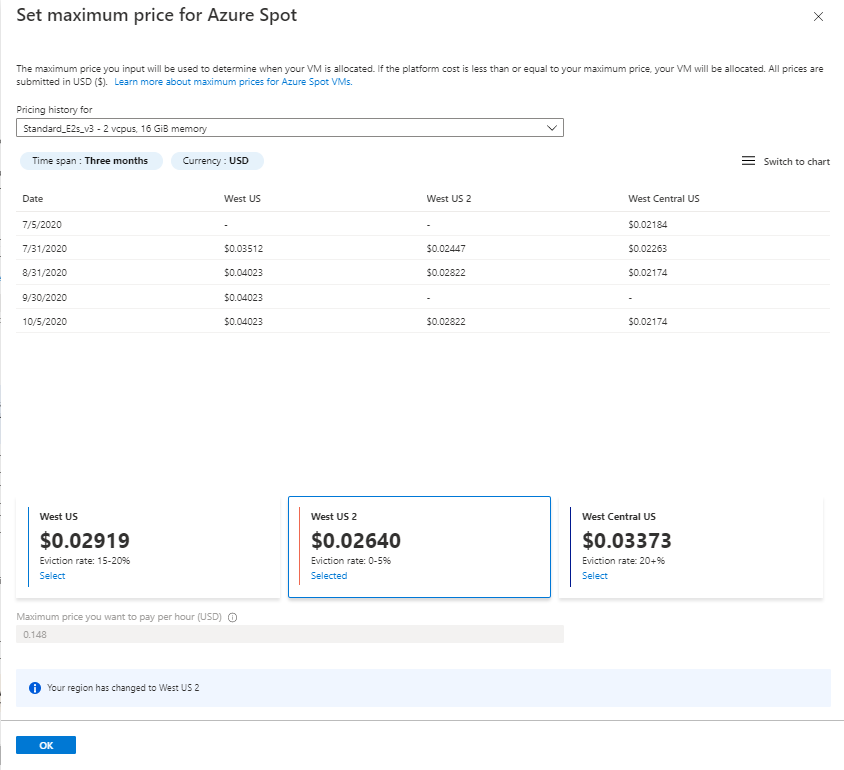 Set maximum price for Azure Spot
The maximum price you input will be used to determine when your VM is allocated. If the platform cost is less than or equal to your maximum price, your VM will be allocated. All prices are
submitted in USD ($). Learn more about maximum prices for Azure Spot VMs.
Pricing history for
Standard_E2s_v3 - 2 vcpus, 16 GiB memory
Time span : Three months Currency : USD Switch to chart
Date West US West US 2 West Central US
7/5/2020 - - $0.02184
7/31/2020 $0.03512 $0.02447 $0.02263
8/31/2020 $0.04023 $0.02822 $0.02174
9/30/2020 $0.04023 - -
10/5/2020 $0.04023 $0.02822 $0.02174
West US
$0.02919
Eviction rate: 15-20%
Select
West US 2
$0.02640
Eviction rate: 0-5%
Selected
West Central US
$0.03373
Eviction rate: 20+%
Select
Maximum price you want to pay per hour (USD)
0.148
Your region has changed to West US 2
OK